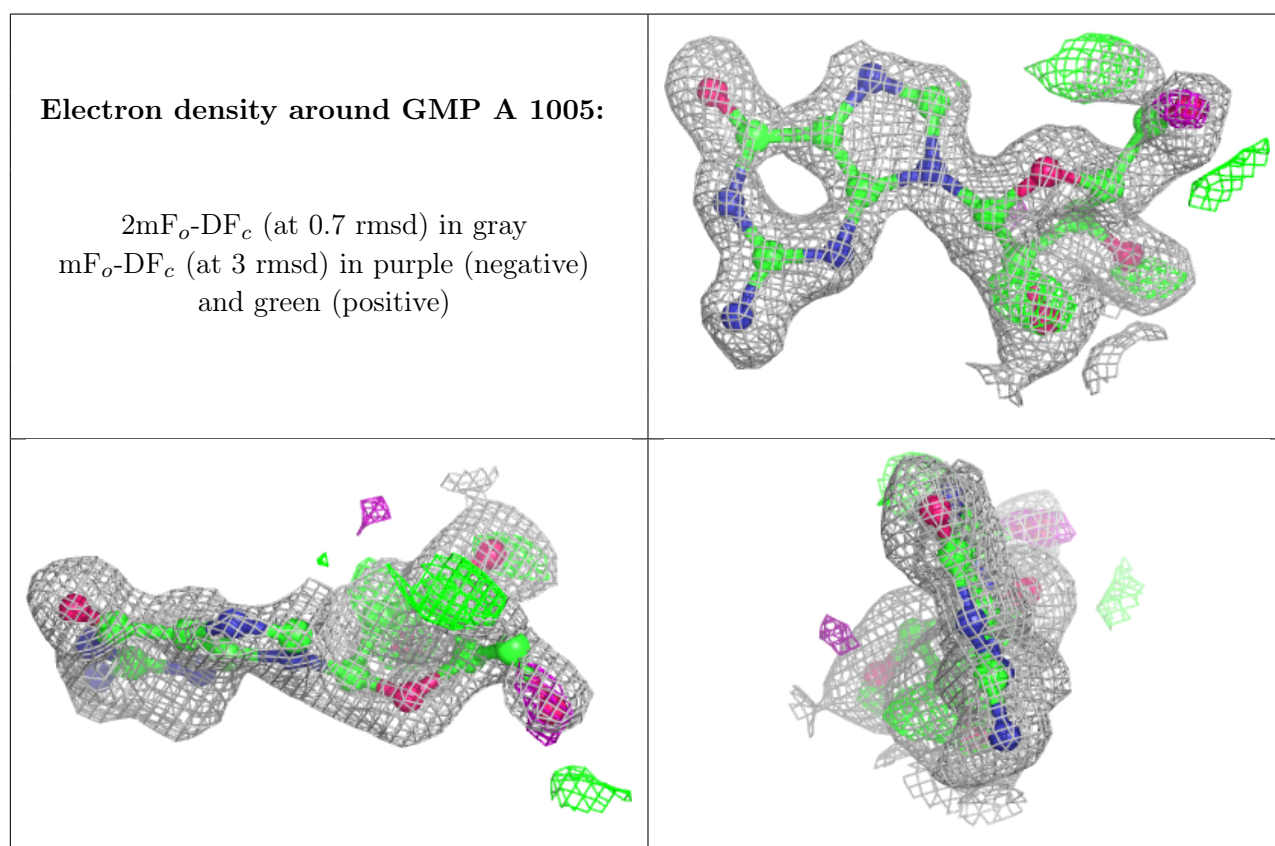 Electron density around GMP A 1005:
2mFo-DFc (at 0.7 rmsd) in gray
mFo-DFc (at 3 rmsd) in purple (negative)
and green (positive)